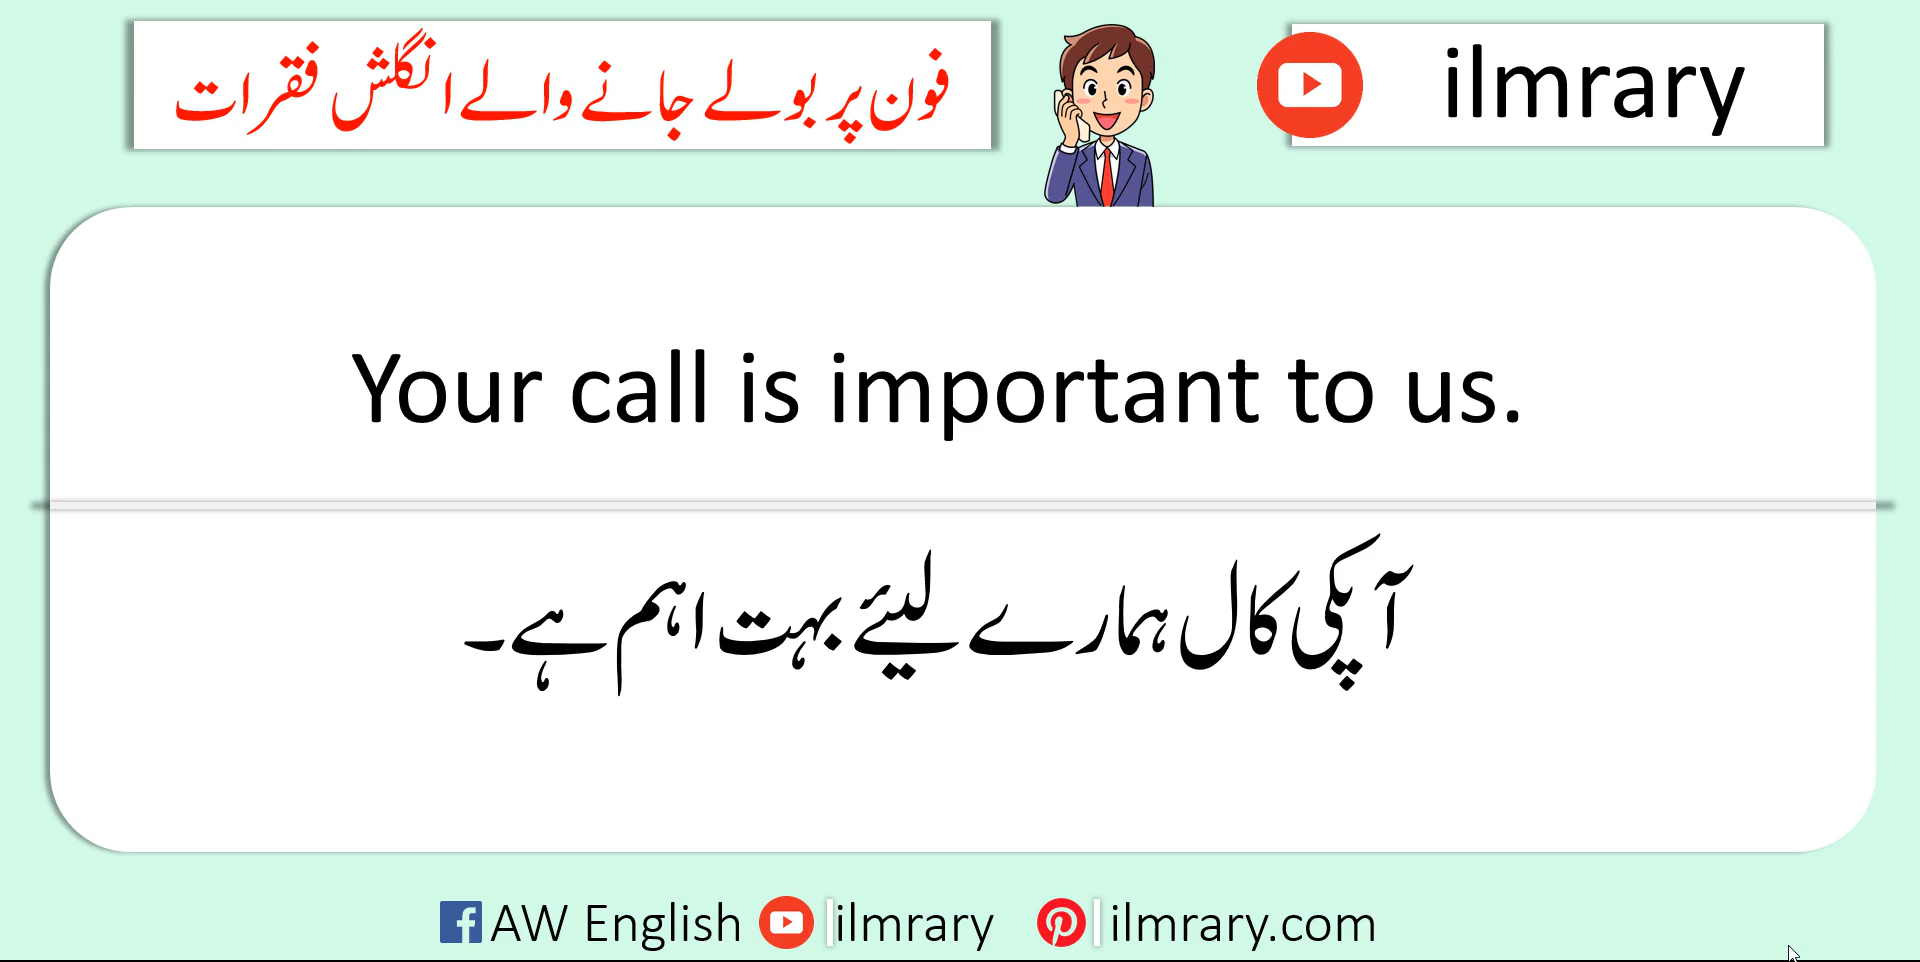 فون پر بولے جانے والے انگلش فقرات
ilmrary
Your call is important to us.
آپکی کال ہمارے لیئے بہت اہم ہے۔
AW English ilmrary ilmrary.com